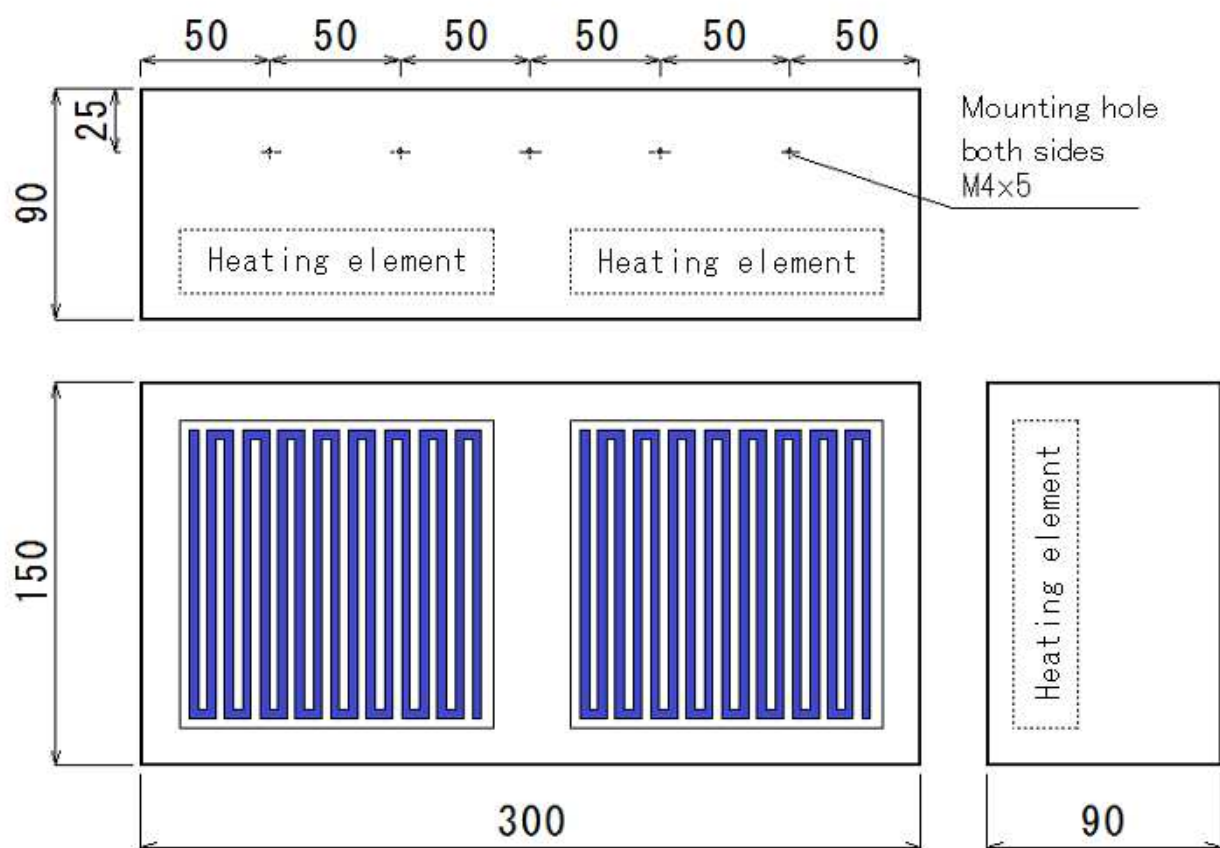 50 50 50 50 50 50
25
90
Mounting hole
both sides
M4×5
Heating element Heating element
150
Heating element
300
90